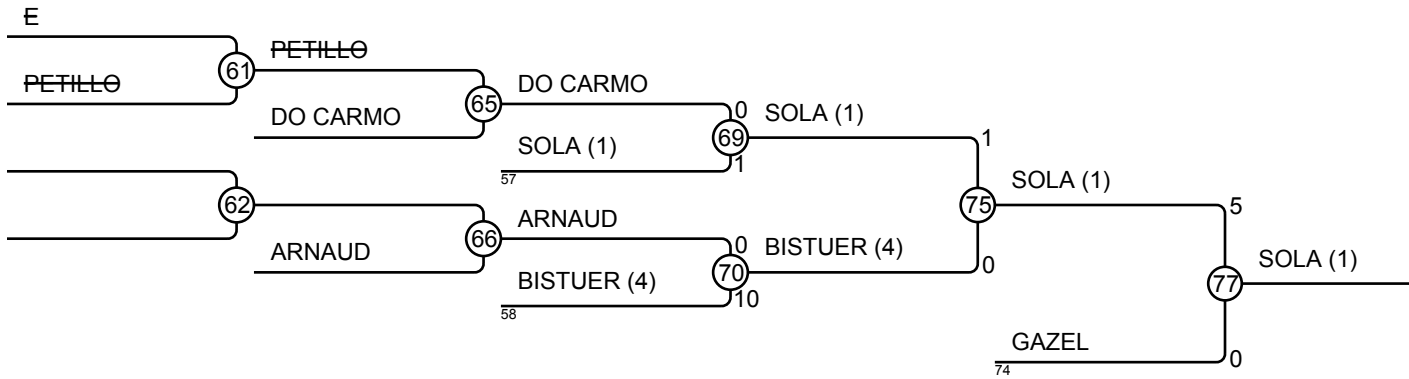 E
PETILLO
61
PETILLO
DO CARMO
65
DO CARMO
0
SOLA (1)
57
69
1
SOLA (1)
62
ARNAUD
66
ARNAUD
0
BISTUER (4)
58
70
10
BISTUER (4)
1
75
0
SOLA (1)
5
GAZEL
74
77
0
SOLA (1)